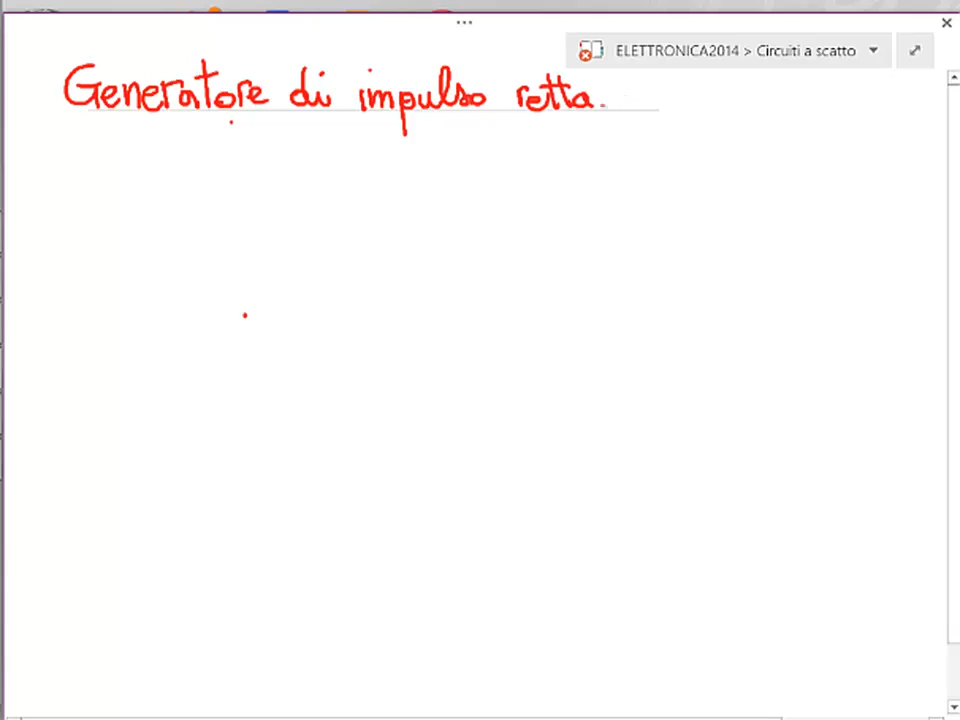 ELETTRONICA2014 > Circuiti a scatto
Generatore di impulso retta.